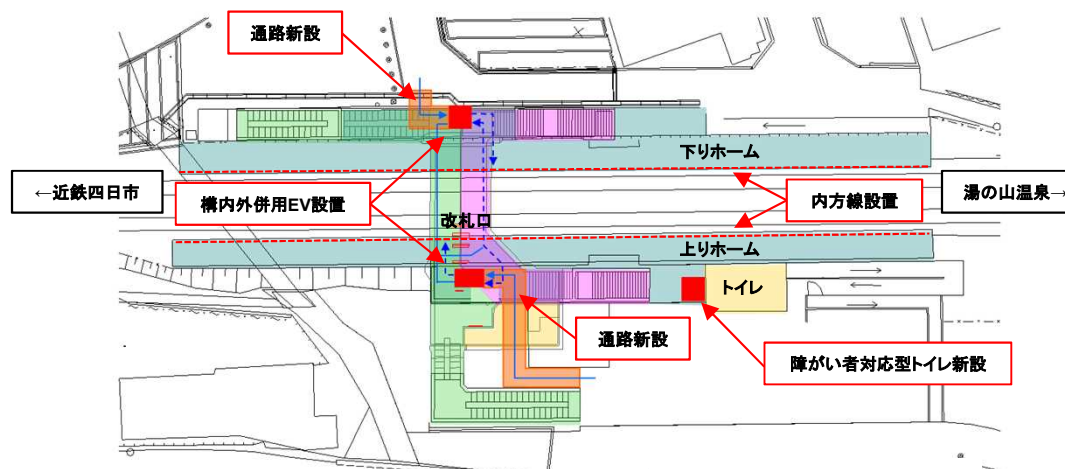 通路新設
下りホーム
←近鉄四日市
構内外併用EV設置
改札口
内方線設置
湯の山温泉→
上りホーム
トイレ
通路新設
障がい者対応型トイレ新設